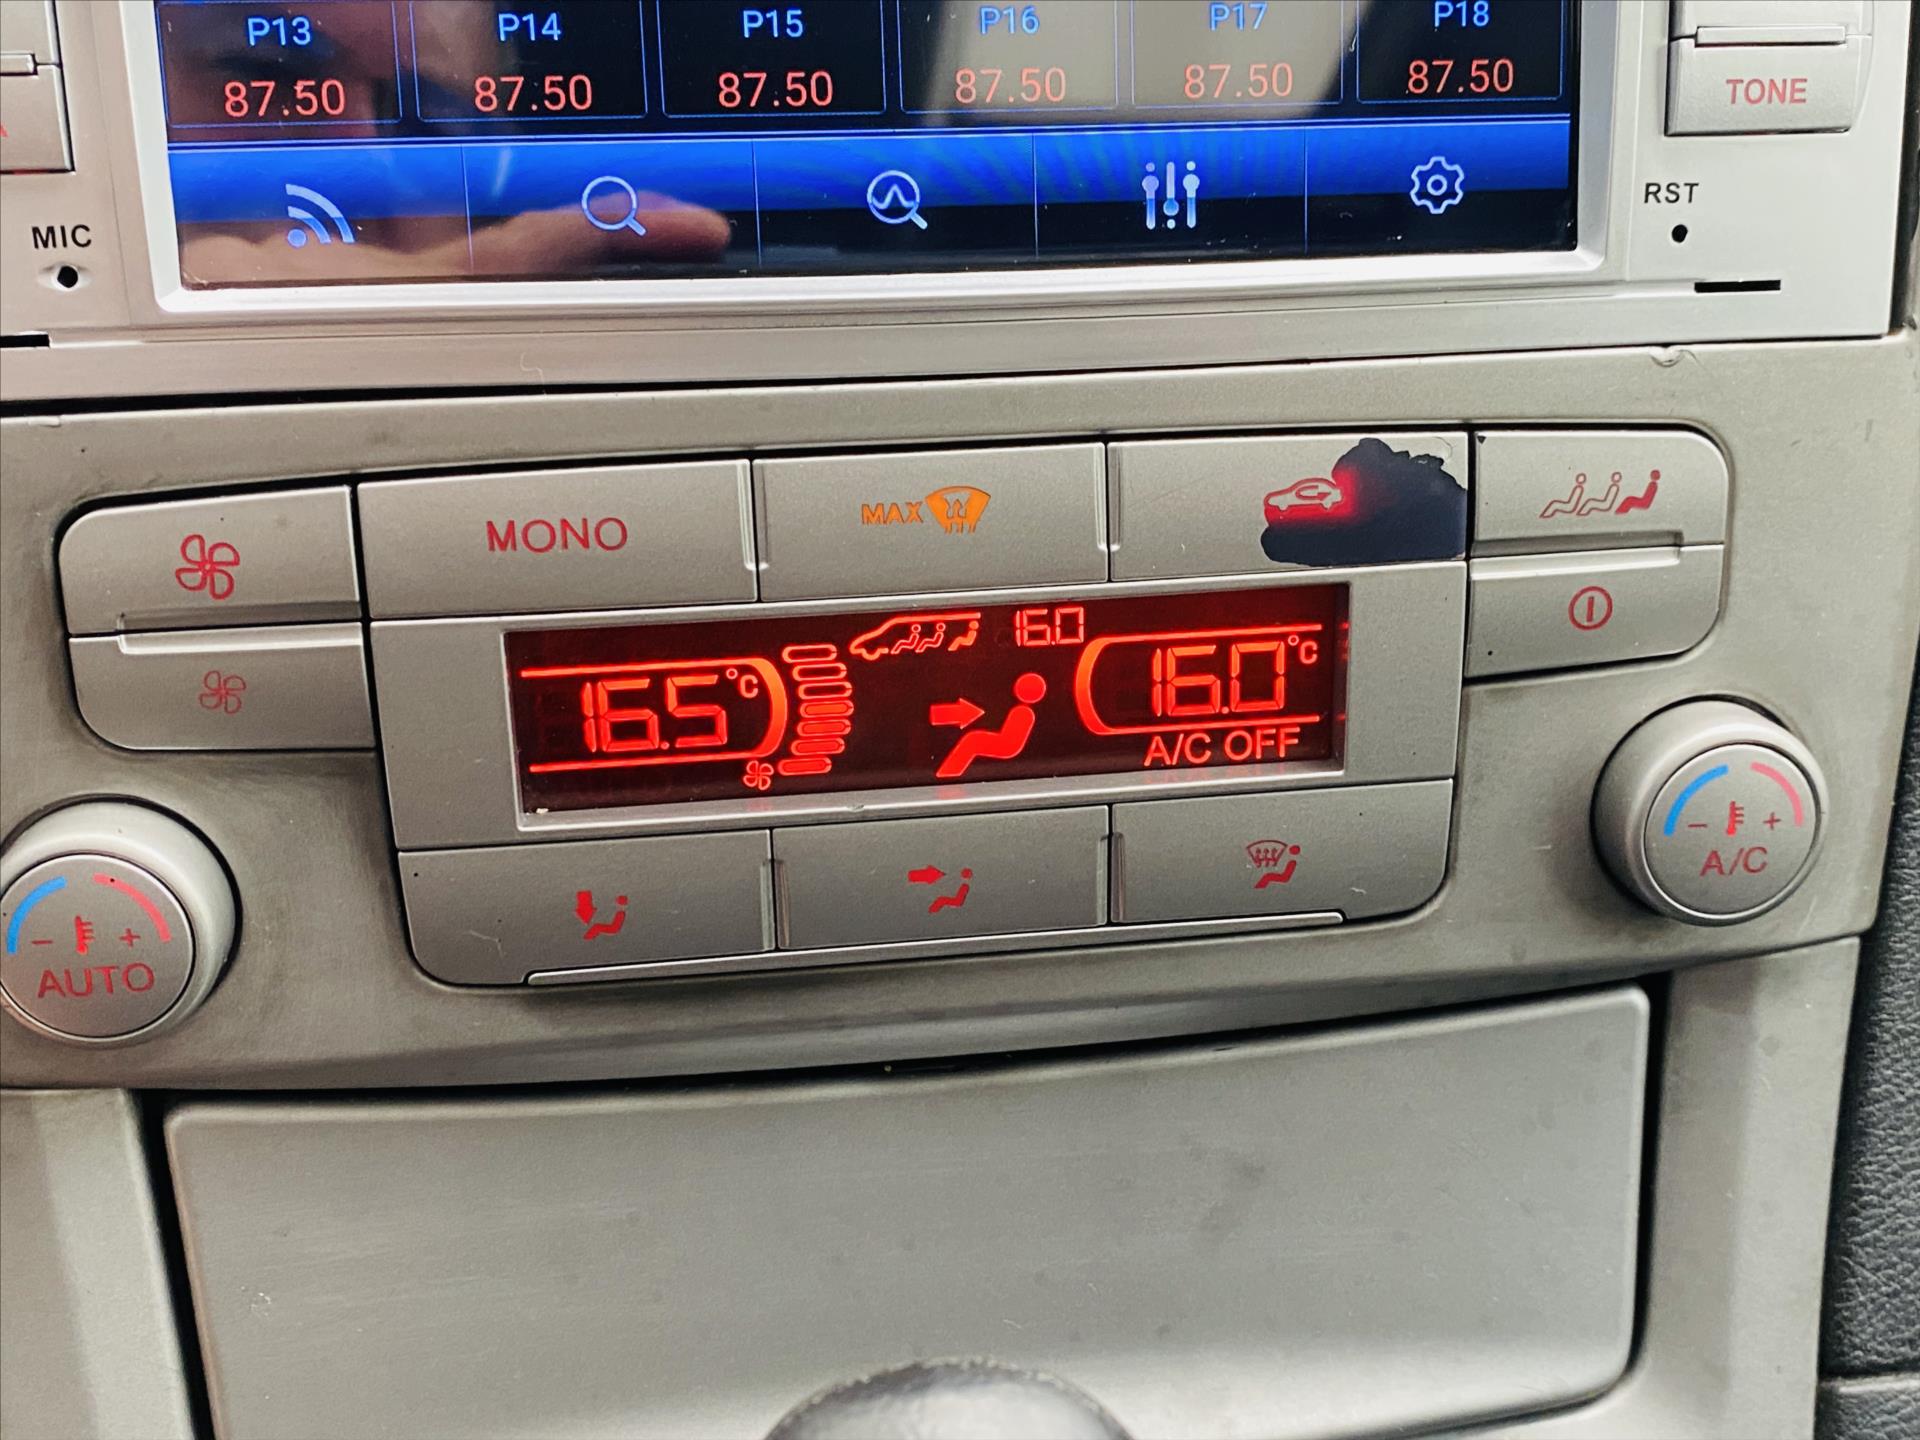 P13 P14 P15 P16 P17 P18
87.50 87.50 87.50 87.50 87.50 87.50
TONE
MIC
RST
MONO
MAX
16.5°C
16.0
16.0°C
A/C OFF
- +
AUTO
- +
A/C